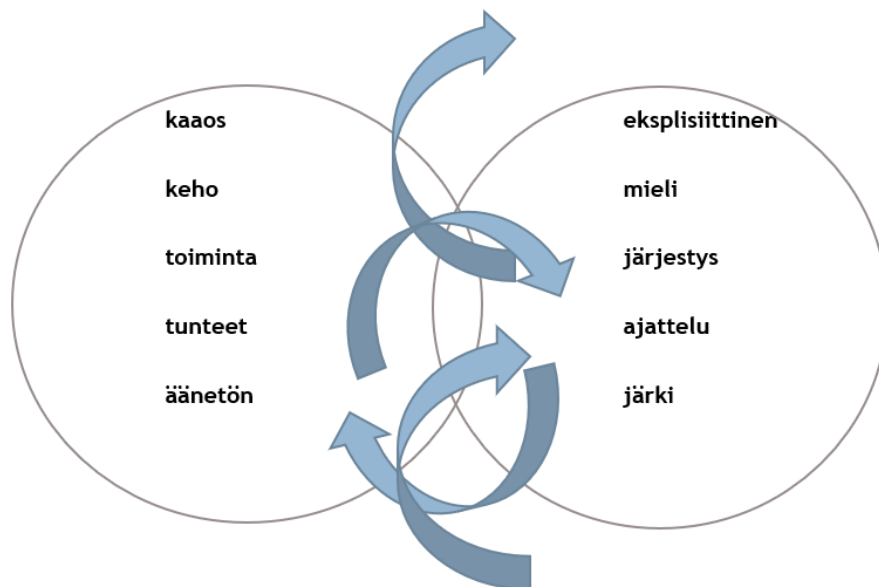 kaaos
keho
toiminta
tunteet
äänetön
eksplisiittinen
mieli
järjestys
ajattelu
järki